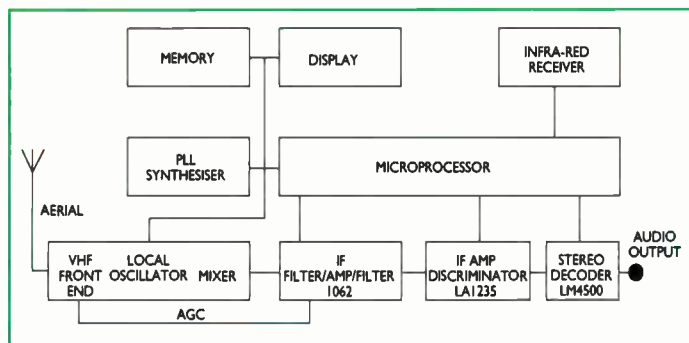 MEMORY
DISPLAY
INFRA-RED
RECEIVER
PLL
SYNTHESISER
MICROPROCESSOR
AERIAL
VHF LOCAL
FRONT OSCILLATOR MIXER
END
IF
FILTER/AMP/FILTER
1062
IF AMP
DISCRIMINATOR
LA1235
STEREO
DECODER
LM4500
AUDIO
OUTPUT
AGC